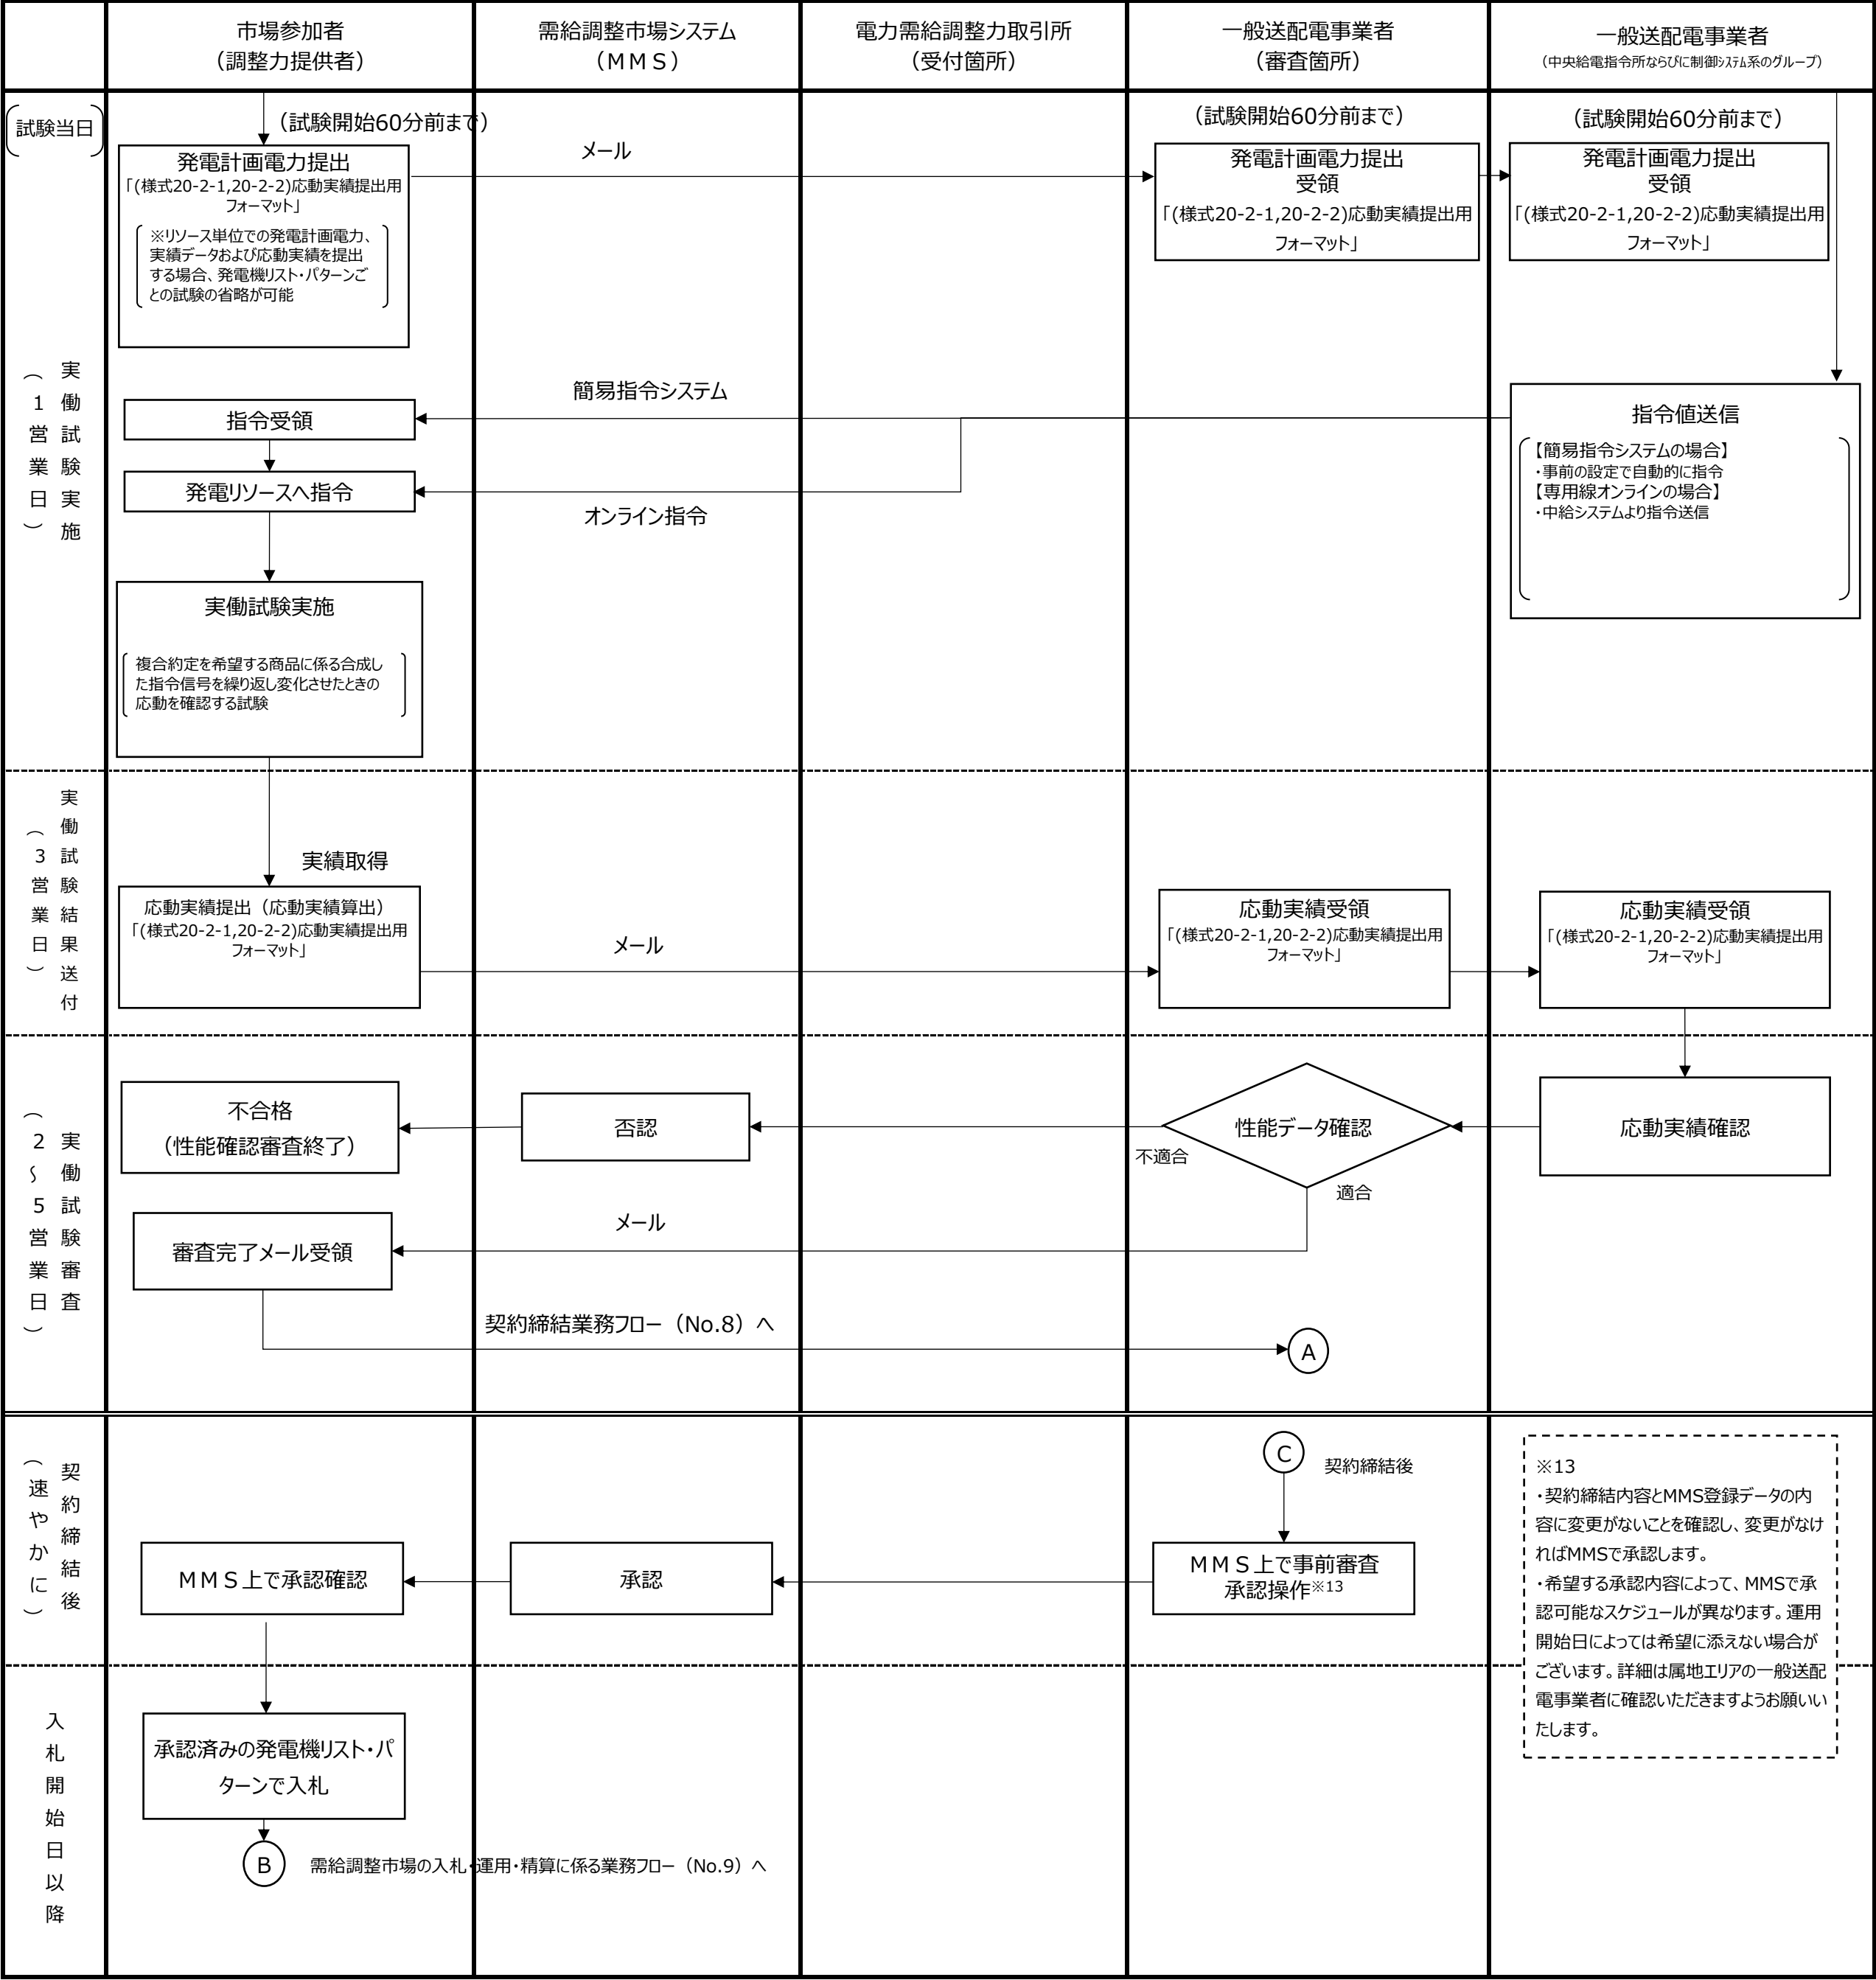 市場参加者
（調整力提供者）
需給調整市場システム
（ＭＭＳ）
電力需給調整力取引所
（受付箇所）
一般送配電事業者
（審査箇所）
一般送配電事業者
（中央給電指令所ならびに制御システム系のグループ）
試験当日
実働試験実施
（１営業日）
（試験開始60分前まで）
発電計画電力提出
「(様式20-2-1,20-2-2)応動実績提出用
フォーマット」
※リソース単位での発電計画電力、
実績データおよび応動実績を提出
する場合、発電機リスト・パターンご
との試験の省略が可能
メール
（試験開始60分前まで）
発電計画電力提出
受領
「(様式20-2-1,20-2-2)応動実績提出用
フォーマット」
（試験開始60分前まで）
発電計画電力提出
受領
「(様式20-2-1,20-2-2)応動実績提出用
フォーマット」
簡易指令システム
指令受領
発電リソースへ指令
オンライン指令
指令値送信
【簡易指令システムの場合】
・事前の設定で自動的に指令
【専用線オンラインの場合】
・中給システムより指令送信
実働試験実施
複合約定を希望する商品に係る合成し
た指令信号を繰り返し変化させたときの
応動を確認する試験
実働試験結果送付
（３営業日）
実績取得
応動実績提出（応動実績算出）
「(様式20-2-1,20-2-2)応動実績提出用
フォーマット」
メール
応動実績受領
「(様式20-2-1,20-2-2)応動実績提出用
フォーマット」
応動実績受領
「(様式20-2-1,20-2-2)応動実績提出用
フォーマット」
実働試験審査
（２～５営業日）
不合格
（性能確認審査終了）
否認
性能データ確認
不適合
適合
応動実績確認
メール
審査完了メール受領
契約締結業務フロー（No.8）へ
A
契約締結後
（速やかに）
C
契約締結後
ＭＭＳ上で承認確認
承認
ＭＭＳ上で事前審査
承認操作※13
※13
・契約締結内容とMMS登録データの内
容に変更がないことを確認し、変更がなけ
ればMMSで承認します。
・希望する承認内容によって、MMSで承
認可能なスケジュールが異なります。運用
開始日によっては希望に添えない場合が
ございます。詳細は属地エリアの一般送配
電事業者に確認いただきますようお願いい
たします。
入札開始日以降
承認済みの発電機リスト・パ
ターンで入札
B
需給調整市場の入札・運用・精算に係る業務フロー（No.9）へ